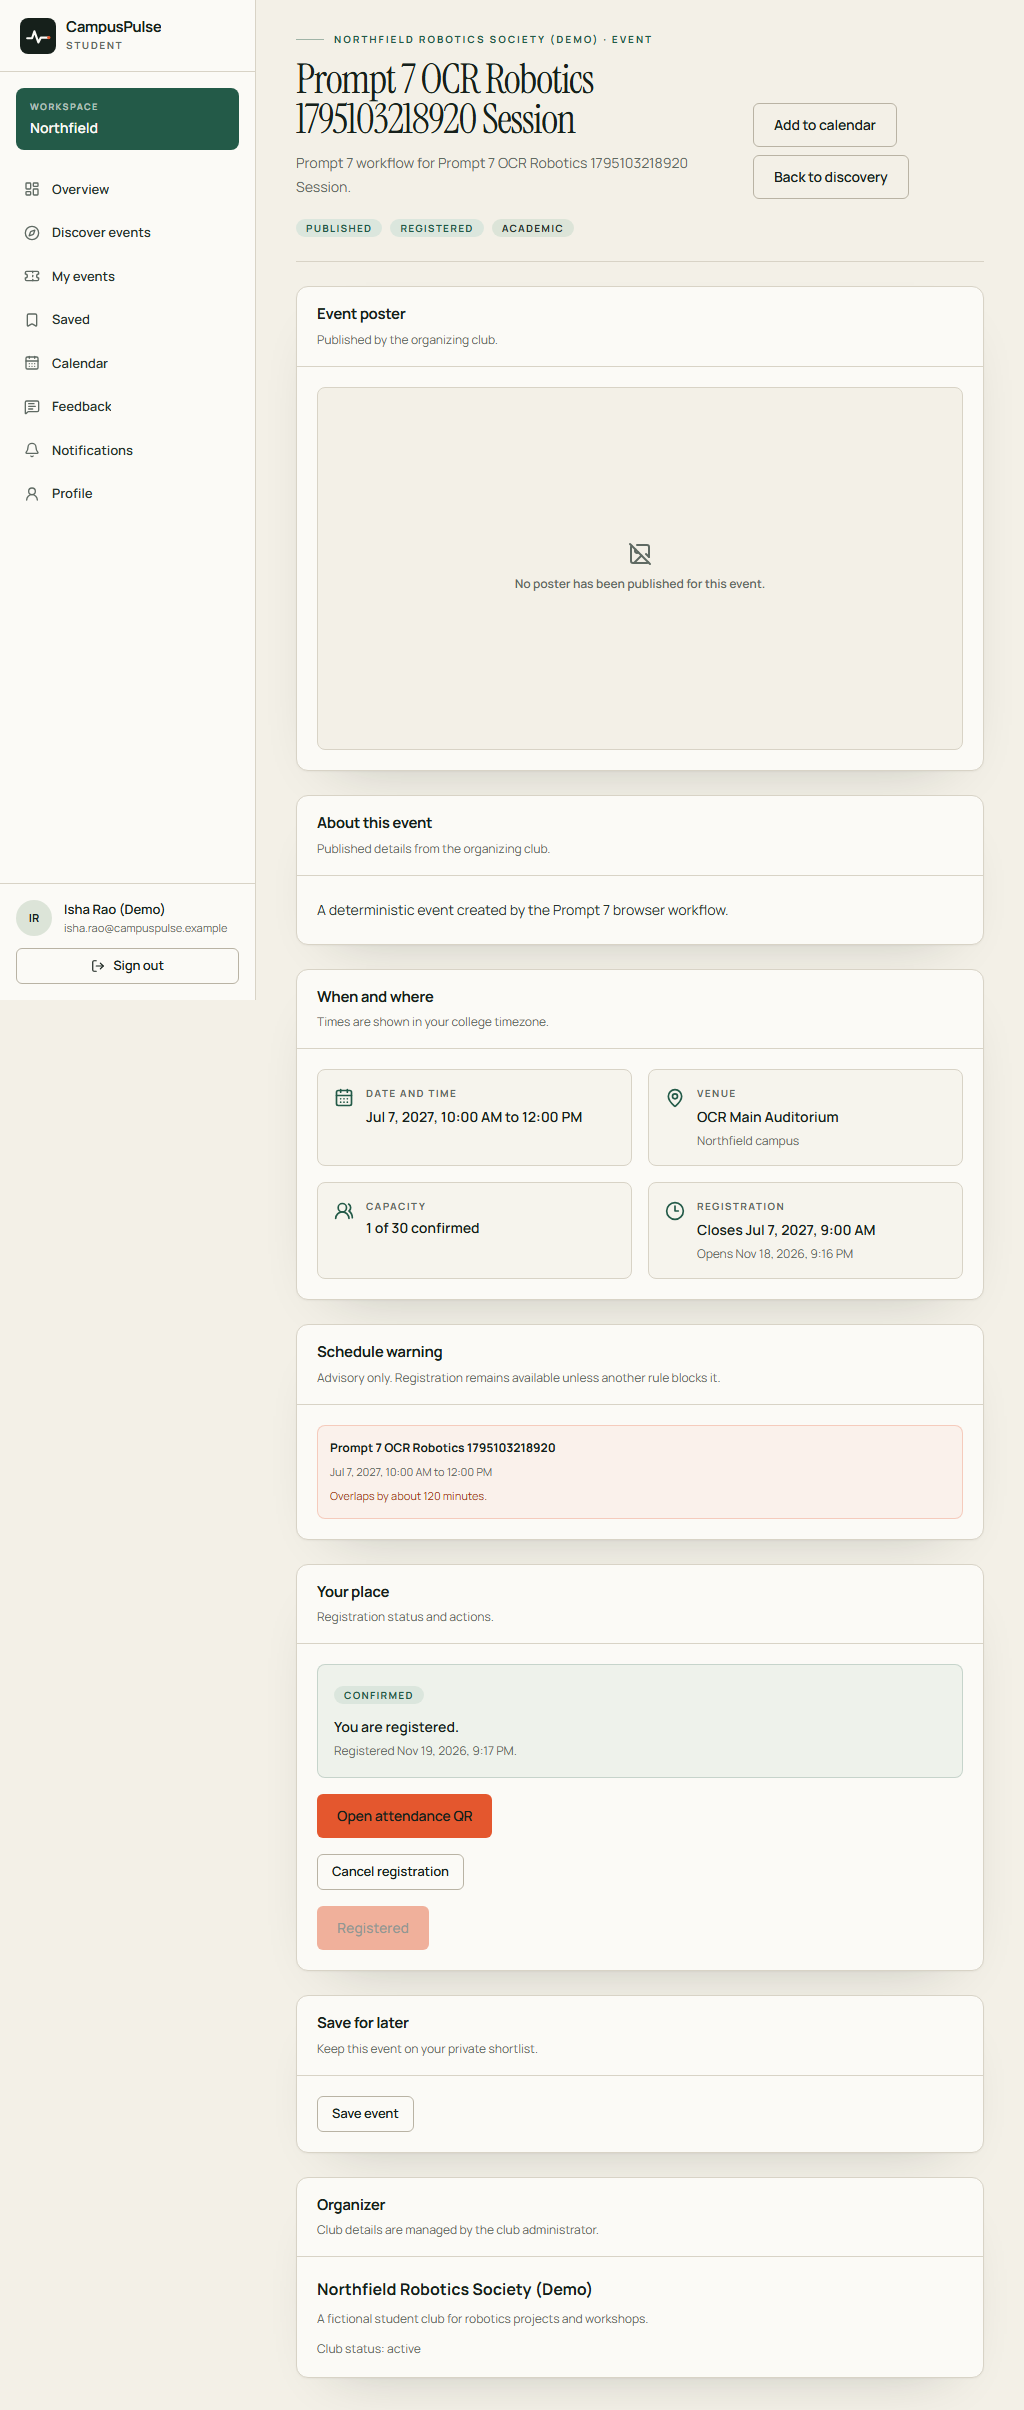 CampusPulse
STUDENT
WORKSPACE
Northfield
Overview
Discover events
My events
Saved
Calendar
Feedback
Notifications
Profile
IR
Isha Rao (Demo)
isha.rao@campuspulse.example
Sign out
NORTHFIELD ROBOTICS SOCIETY (DEMO) · EVENT
Prompt 7 OCR Robotics
1795103218920 Session
Prompt 7 workflow for Prompt 7 OCR Robotics 1795103218920
Session.
PUBLISHED REGISTERED ACADEMIC
Add to calendar
Back to discovery
Event poster
Published by the organizing club.
No poster has been published for this event.
About this event
Published details from the organizing club.
A deterministic event created by the Prompt 7 browser workflow.
When and where
Times are shown in your college timezone.
DATE AND TIME
Jul 7, 2027, 10:00 AM to 12:00 PM
VENUE
OCR Main Auditorium
Northfield campus
CAPACITY
1 of 30 confirmed
REGISTRATION
Closes Jul 7, 2027, 9:00 AM
Opens Nov 18, 2026, 9:16 PM
Schedule warning
Advisory only. Registration remains available unless another rule blocks it.
Prompt 7 OCR Robotics 1795103218920
Jul 7, 2027, 10:00 AM to 12:00 PM
Overlaps by about 120 minutes.
Your place
Registration status and actions.
CONFIRMED
You are registered.
Registered Nov 19, 2026, 9:17 PM.
Open attendance QR
Cancel registration
Registered
Save for later
Keep this event on your private shortlist.
Save event
Organizer
Club details are managed by the club administrator.
Northfield Robotics Society (Demo)
A fictional student club for robotics projects and workshops.
Club status: active